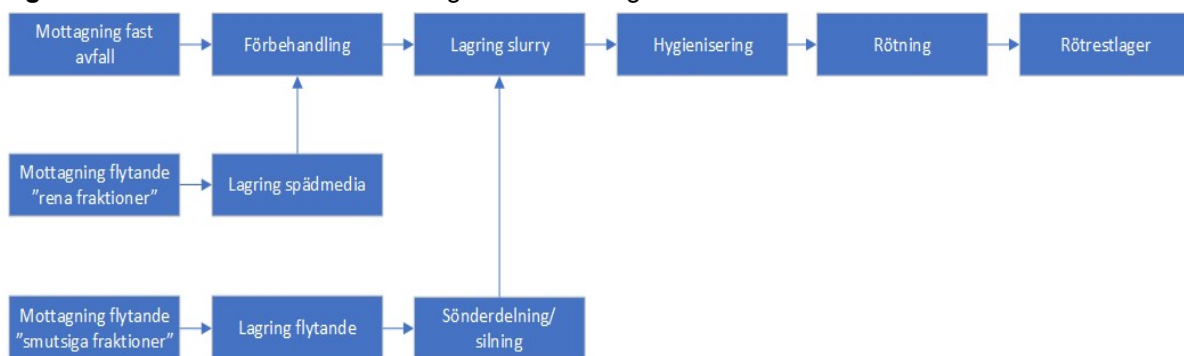 Mottagning fast
avfall
Förbehandling
Lagring slurry
Hygienisering
Rötning
Rötrestlager
Mottagning flytande
”rena fraktioner”
Lagring spädmedia
Mottagning flytande
”smutsiga fraktioner”
Lagring flytande
Sönderdelning/
silning